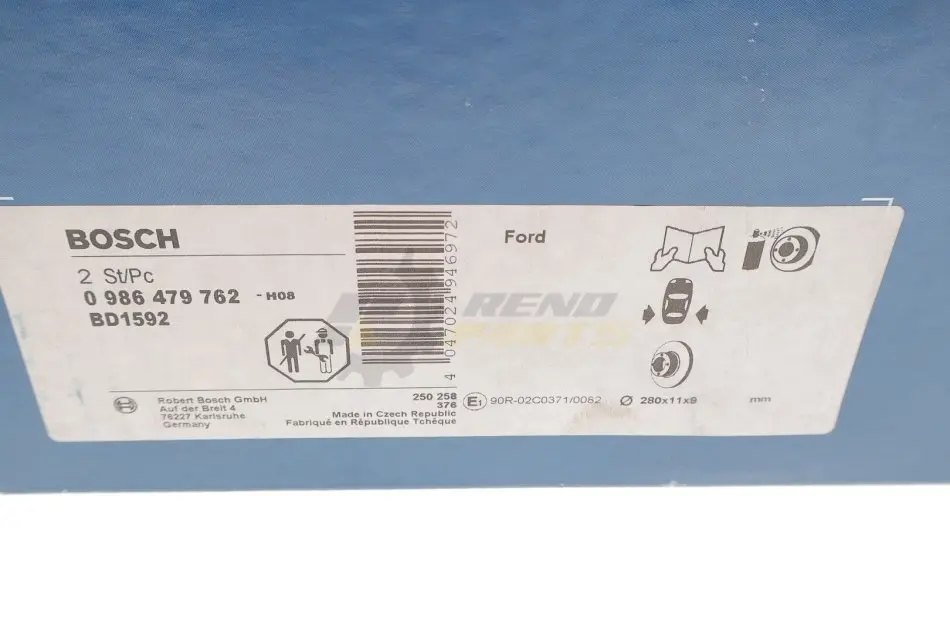 BOSCH
2 St/Pc
0 986 479 762 - H08
BD1592
4 047024 946972
Ford
Robert Bosch GmbH
Auf der Breit 4
76227 Karlsruhe
Germany
250 258
376
Made in Czech Republic
Fabriqué en République Tchéque
E1 90R-02C0371/0062
Ø 280x11x9 mm
REND
PARTS